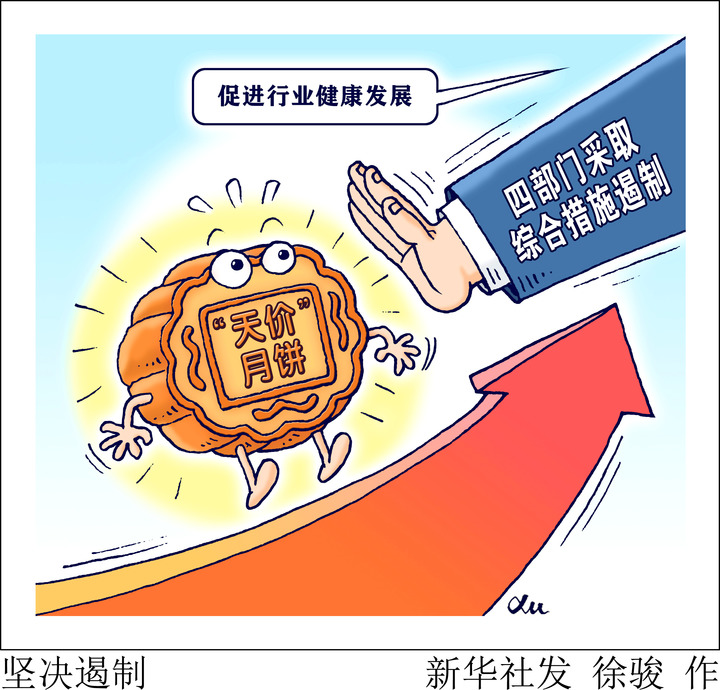 促进行业健康发展
四部门采取
综合措施遏制
“天价”
月饼
坚决遏制
新华社发 徐骏 作